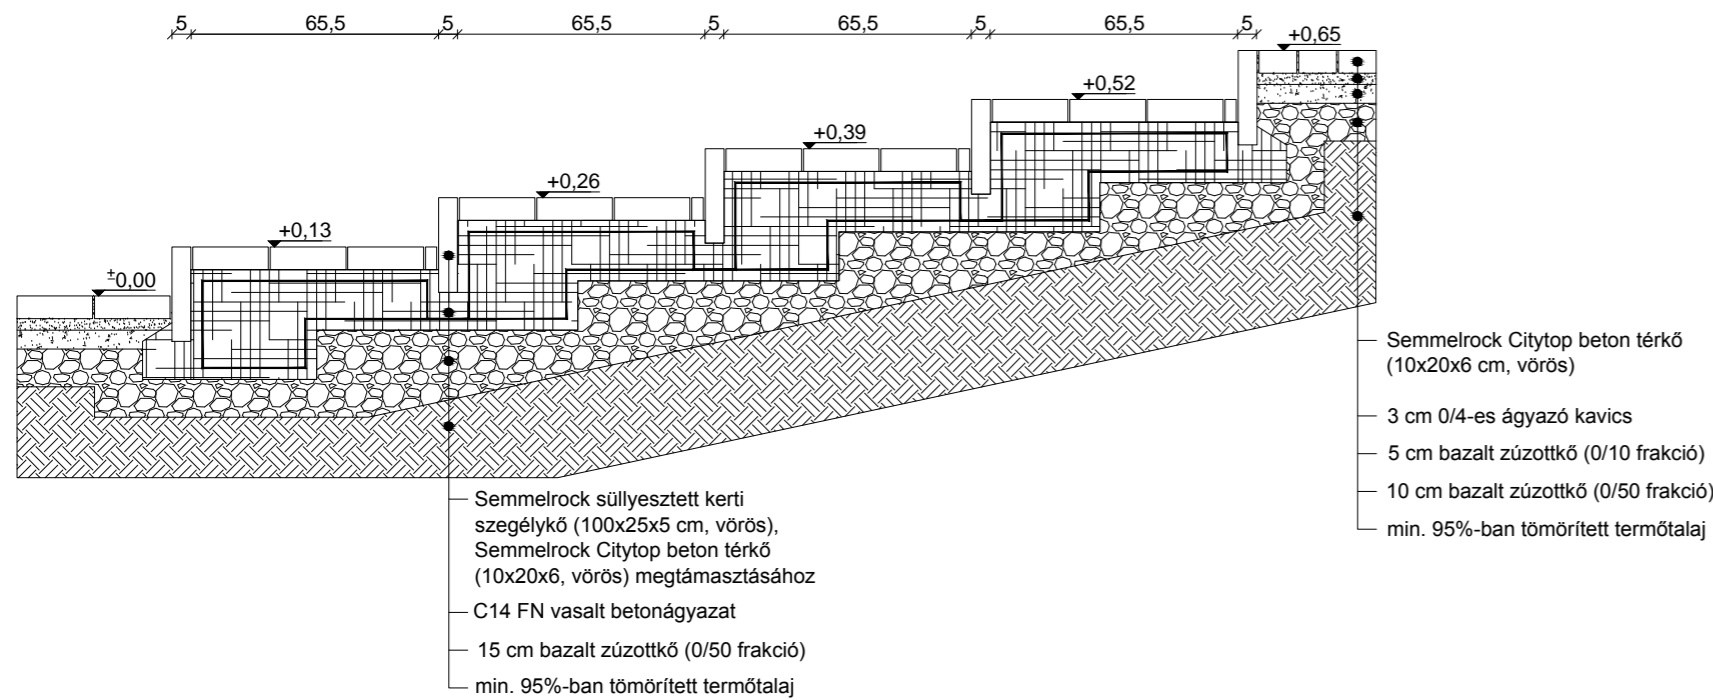 5 65,5 5 65,5 5 65,5 5 65,5 5
+0,65
+0,52
+0,39
+0,26
+0,13
±0,00
Semmelrock Citytop beton térkő
(10x20x6 cm, vörös)
3 cm 0/4-es ágyazó kavics
5 cm bazalt zúzottkő (0/10 frakció)
10 cm bazalt zúzottkő (0/50 frakció)
min. 95%-ban tömörített termőtalaj
Semmelrock süllyesztett kerti
szegélykő (100x25x5 cm, vörös),
Semmelrock Citytop beton térkő
(10x20x6, vörös) megtámasztásához
C14 FN vasalt betonágyazat
15 cm bazalt zúzottkő (0/50 frakció)
min. 95%-ban tömörített termőtalaj